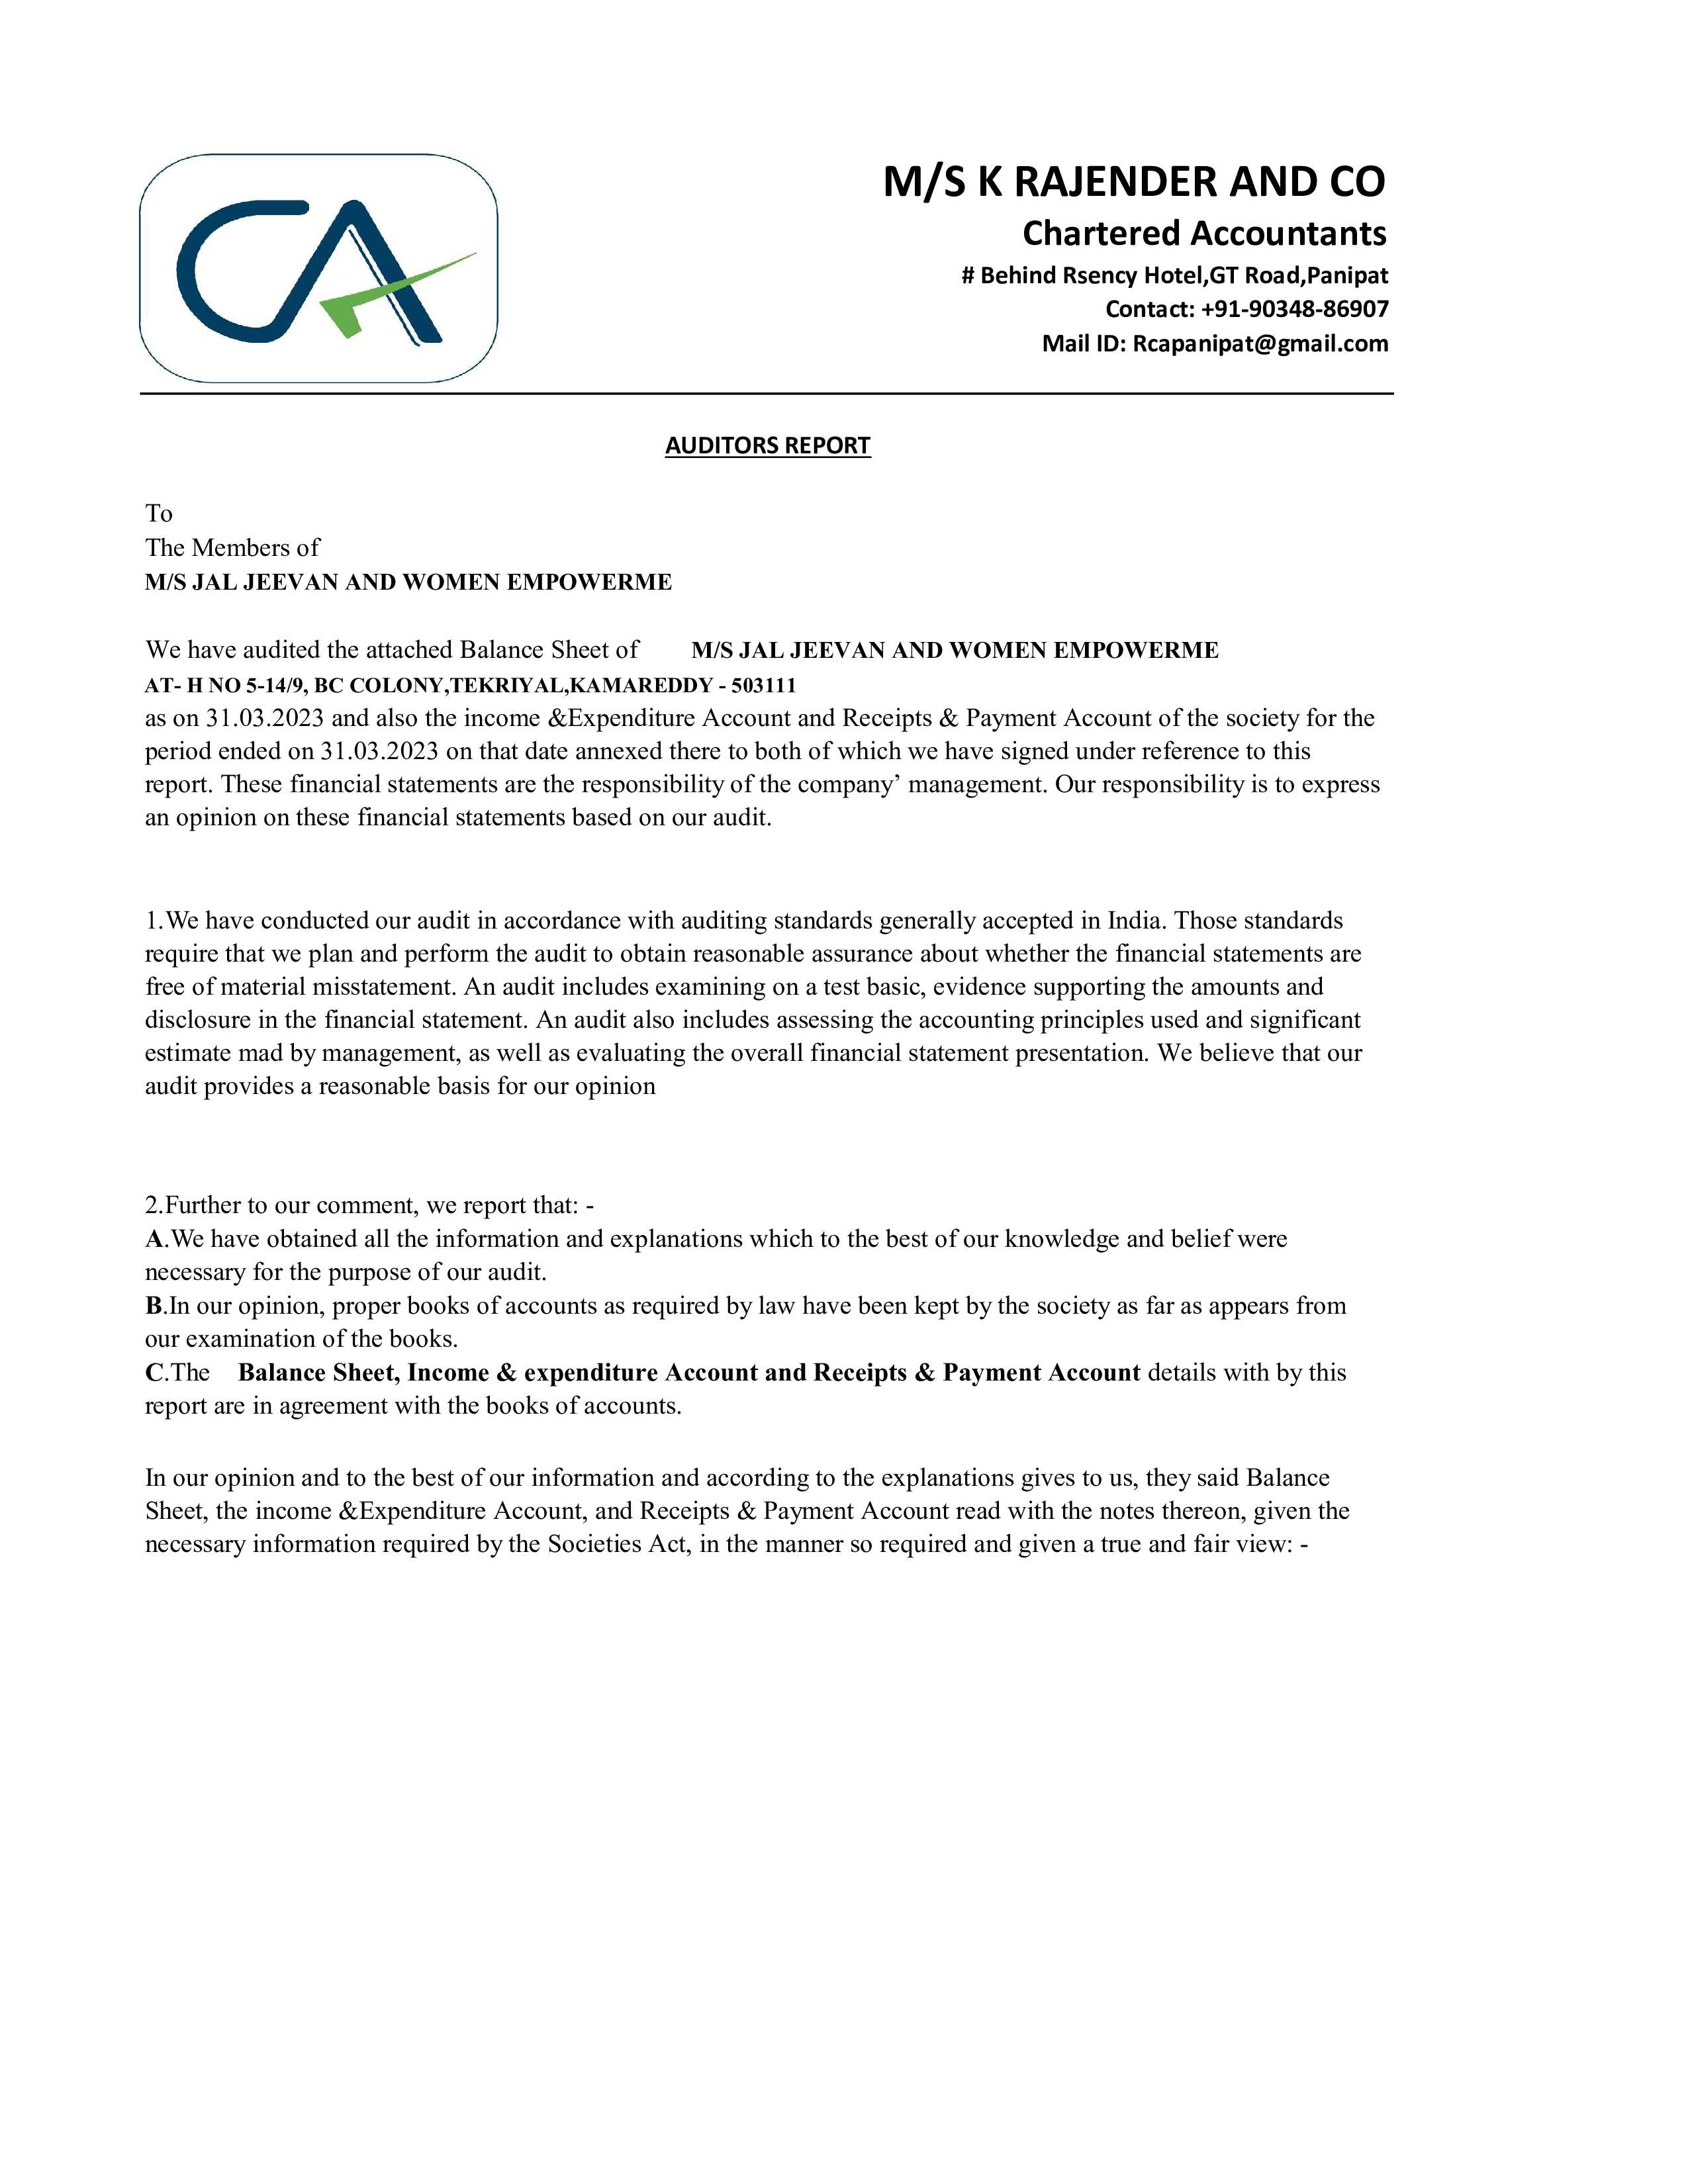 CA
M/S K RAJENDER AND CO
Chartered Accountants
# Behind Rsency Hotel,GT Road,Panipat
Contact: +91-90348-86907
Mail ID: Rcapanipat@gmail.com
AUDITORS REPORT
To
The Members of
M/S JAL JEEVAN AND WOMEN EMPOWERME
We have audited the attached Balance Sheet of M/S JAL JEEVAN AND WOMEN EMPOWERME
AT- H NO 5-14/9, BC COLONY,TEKRIYAL,KAMAREDDY - 503111
as on 31.03.2023 and also the income &Expenditure Account and Receipts & Payment Account of the society for the
period ended on 31.03.2023 on that date annexed there to both of which we have signed under reference to this
report. These financial statements are the responsibility of the company’ management. Our responsibility is to express
an opinion on these financial statements based on our audit.
1.We have conducted our audit in accordance with auditing standards generally accepted in India. Those standards
require that we plan and perform the audit to obtain reasonable assurance about whether the financial statements are
free of material misstatement. An audit includes examining on a test basic, evidence supporting the amounts and
disclosure in the financial statement. An audit also includes assessing the accounting principles used and significant
estimate mad by management, as well as evaluating the overall financial statement presentation. We believe that our
audit provides a reasonable basis for our opinion
2.Further to our comment, we report that: -
A.We have obtained all the information and explanations which to the best of our knowledge and belief were
necessary for the purpose of our audit.
B.In our opinion, proper books of accounts as required by law have been kept by the society as far as appears from
our examination of the books.
C.The Balance Sheet, Income & expenditure Account and Receipts & Payment Account details with by this
report are in agreement with the books of accounts.
In our opinion and to the best of our information and according to the explanations gives to us, they said Balance
Sheet, the income &Expenditure Account, and Receipts & Payment Account read with the notes thereon, given the
necessary information required by the Societies Act, in the manner so required and given a true and fair view: -